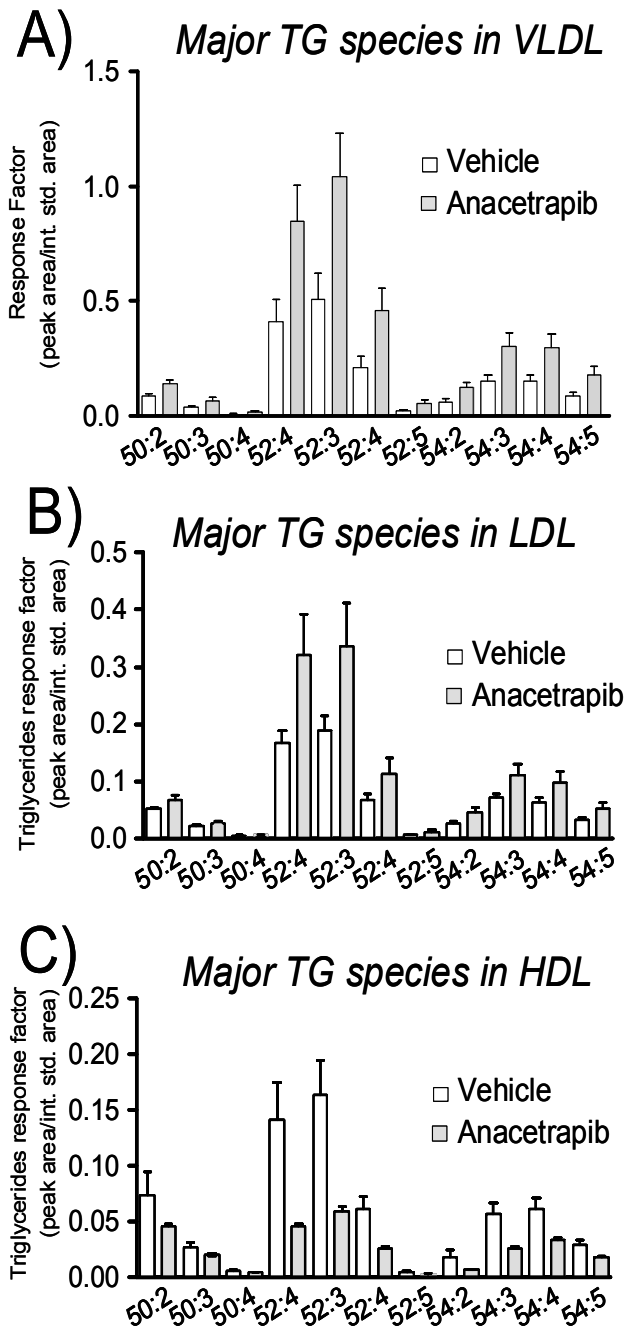 A) Major TG species in VLDL
Response Factor
(peak area/int. std. area)
1.5
1.0
0.5
0.0
Vehicle
Anacetrapib
50:2 50:3 50:4 52:4 52:3 52:4 52:5 54:2 54:3 54:4 54:5
B) Major TG species in LDL
Triglycerides response factor
(peak area/int. std. area)
0.5
0.4
0.3
0.2
0.1
0.0
Vehicle
Anacetrapib
50:2 50:3 50:4 52:4 52:3 52:4 52:5 54:2 54:3 54:4 54:5
C) Major TG species in HDL
Triglycerides response factor
(peak area/int. std. area)
0.25
0.20
0.15
0.10
0.05
0.00
Vehicle
Anacetrapib
50:2 50:3 50:4 52:4 52:3 52:4 52:5 54:2 54:3 54:4 54:5